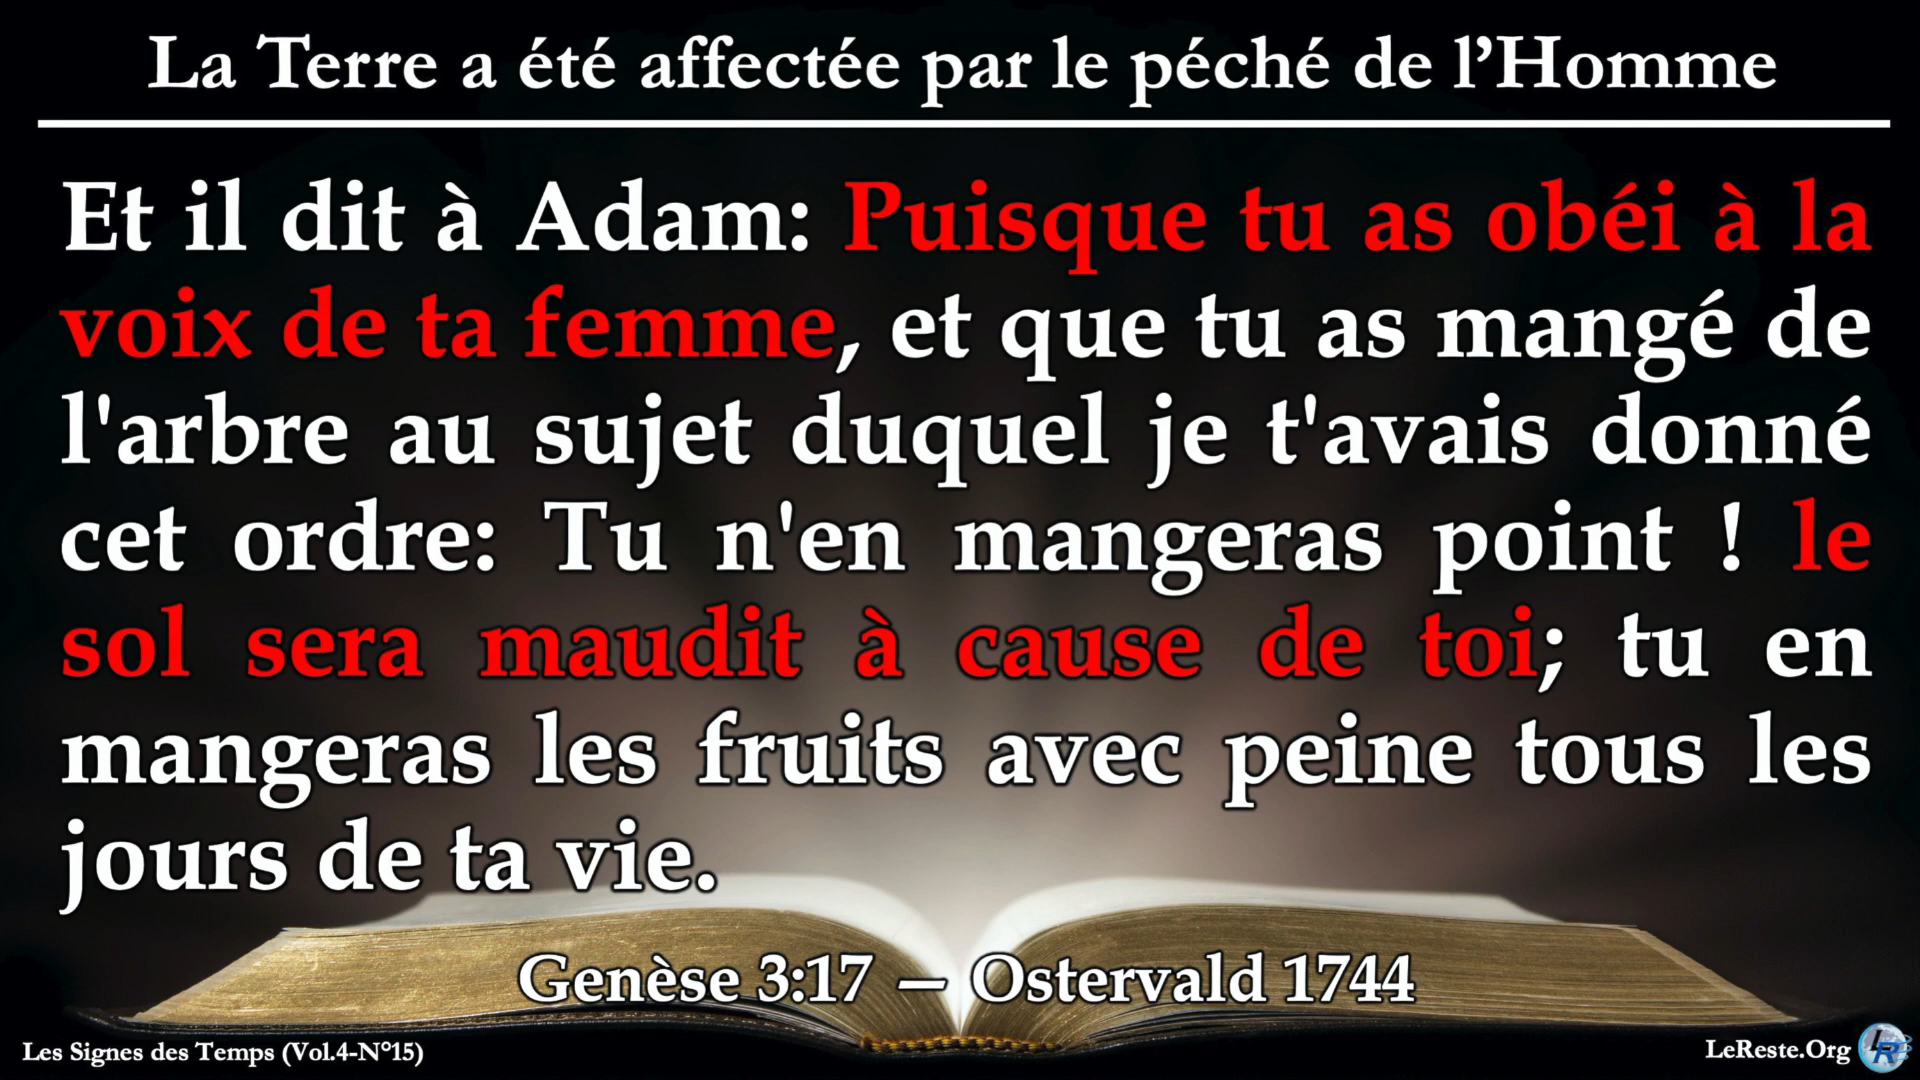 La Terre a été affectée par le péché de l’Homme
Et il dit à Adam: Puisque tu as obéi à la
voix de ta femme, et que tu as mangé de
l'arbre au sujet duquel je t'avais donné
cet ordre: Tu n'en mangeras point ! le
sol sera maudit à cause de toi; tu en
mangeras les fruits avec peine tous les
jours de ta vie.
Genèse 3:17 — Ostervald 1744
Les Signes des Temps (Vol.4-N°15)
LeReste.Org
LR